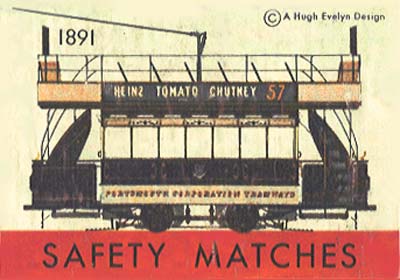 © A Hugh Evelyn Design
1891
HEINZ TOMATO CHUTNEY 57
PORTSMOUTH CORPORATION TRAMWAYS
SAFETY MATCHES